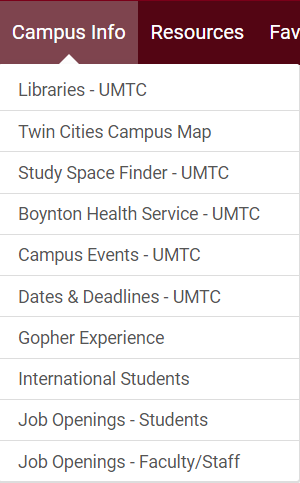 Campus Info Resources Fav
Libraries - UMTC
Twin Cities Campus Map
Study Space Finder - UMTC
Boynton Health Service - UMTC
Campus Events - UMTC
Dates & Deadlines - UMTC
Gopher Experience
International Students
Job Openings - Students
Job Openings - Faculty/Staff